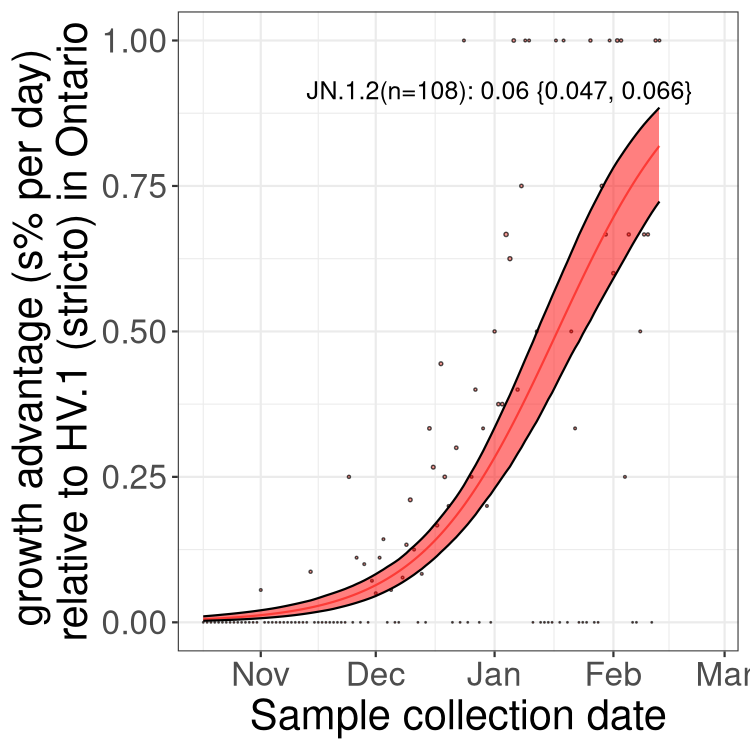 growth advantage (s% per day)
relative to HV.1 (stricto) in Ontario
1.00
0.75
0.50
0.25
0.00
JN.1.2(n=108): 0.06 {0.047, 0.066}
Nov
Dec
Jan
Feb
Mar
Sample collection date